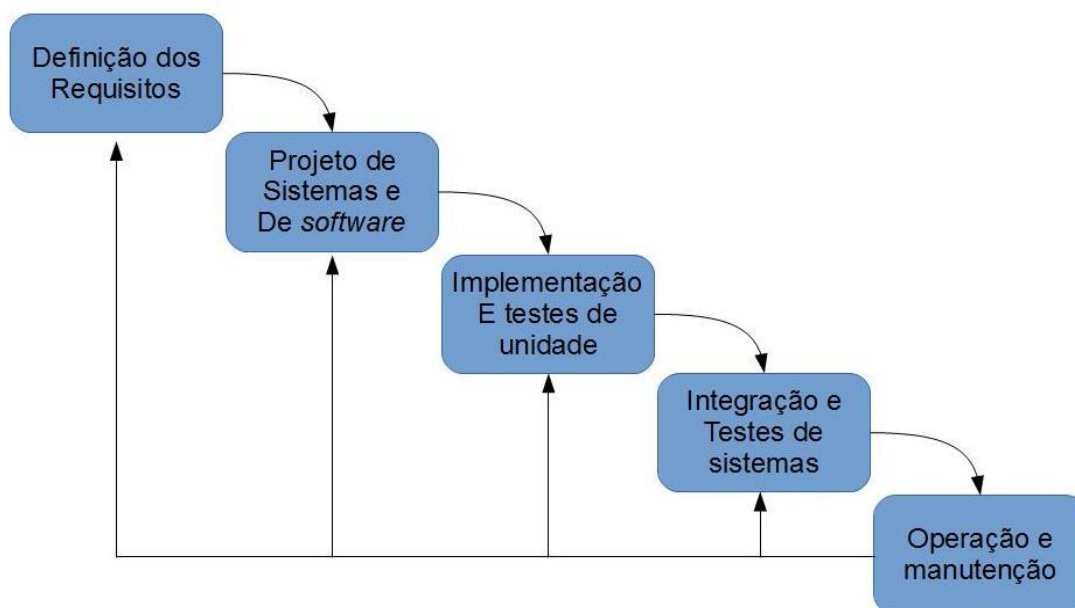 Definição dos
Requisitos
Projeto de
Sistemas e
De software
Implementação
E testes de
unidade
Integração e
Testes de
sistemas
Operação e
manutenção